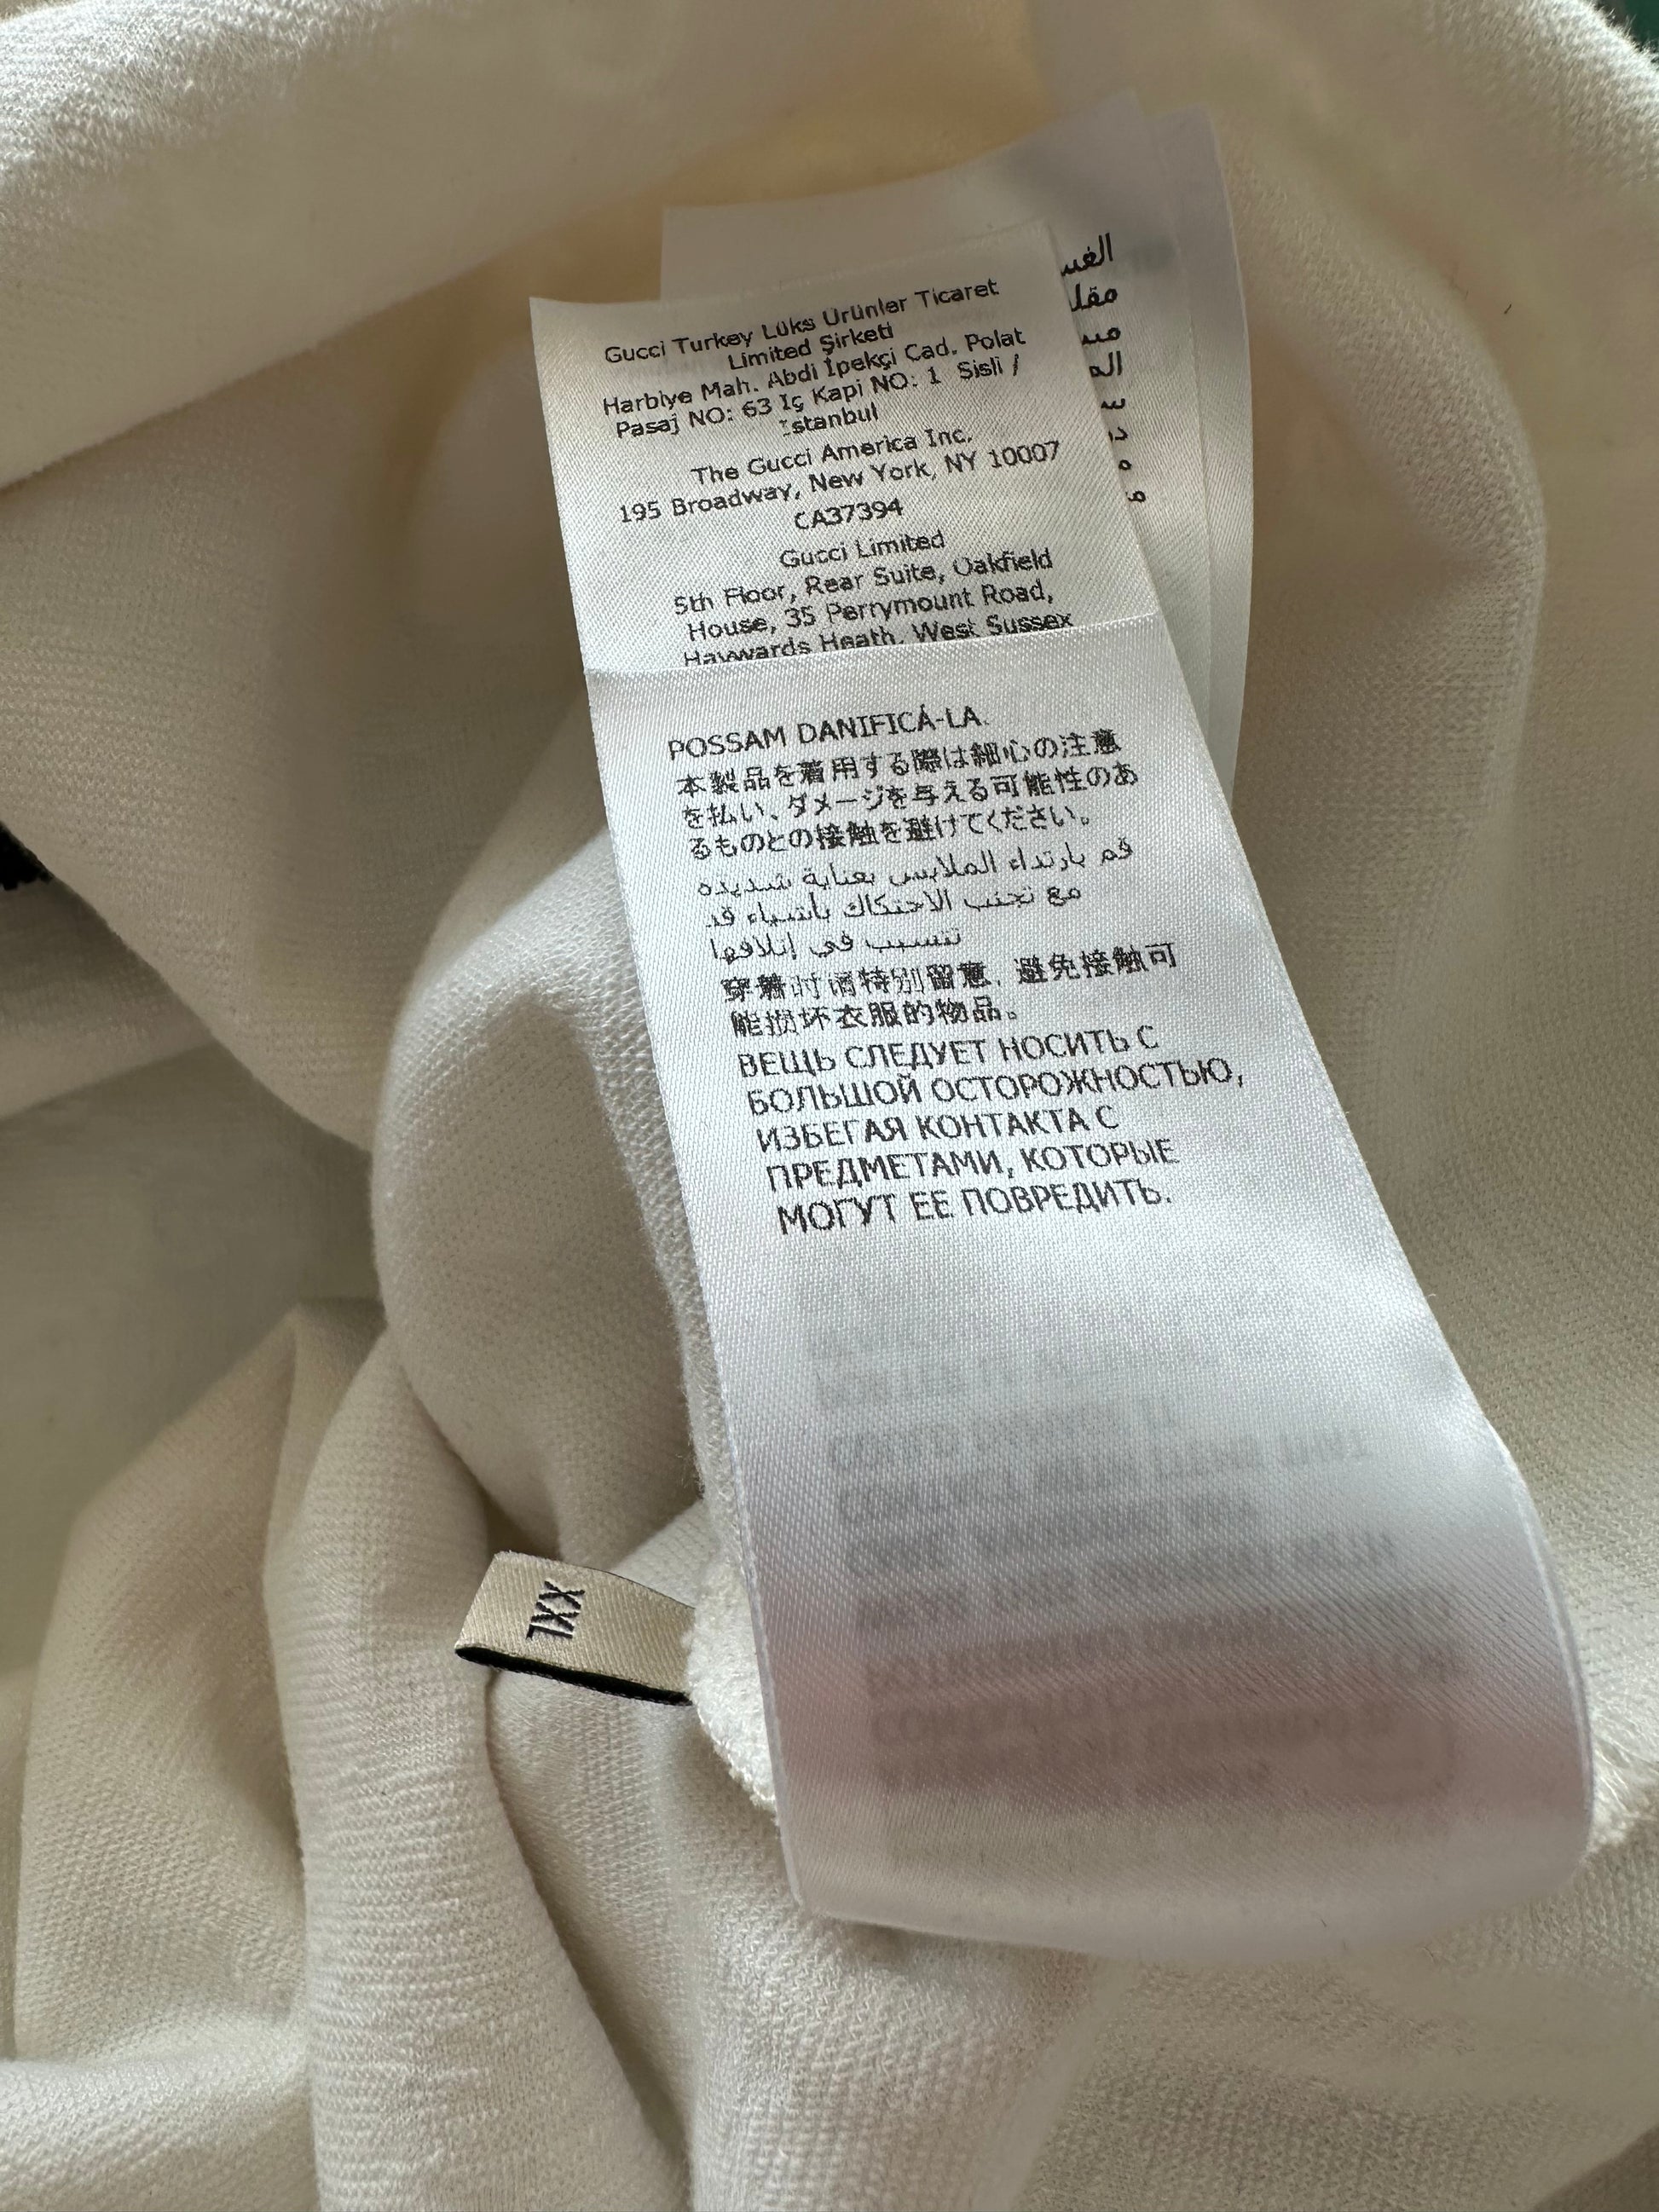 Gucci Turkey Lüks Ürünler Ticaret
Limited Şirketi
Harbiye Mah. Abdi İpekçi Cad. Polat
Pasaj NO: 63 Iç Kapi NO: 1 Sisli /
İstanbul
The Gucci America Inc.
195 Broadway, New York, NY 10007
CA37394
Gucci Limited
5th Floor, Rear Suite, Oakfield
House, 35 Perrymount Road,
Haywards Heath, West Sussex
POSSAM DANIFICÁ-LA.
本製品を着用する際は細心の注意
を払い、ダメージを与える可能性のあ
るものとの接触を避けてください。
قم بارتداء الملابس بعناية شديده
مع تجنب الاحتكاك بأشياء قد
تتسبب في إتلافها
穿着时请特别留意，避免接触可
能损坏衣服的物品。
ВЕЩЬ СЛЕДУЕТ НОСИТЬ С
БОЛЬШОЙ ОСТОРОЖНОСТЬЮ,
ИЗБЕГАЯ КОНТАКТА С
ПРЕДМЕТАМИ, КОТОРЫЕ
МОГУТ ЕЕ ПОВРЕДИТЬ.
XXL